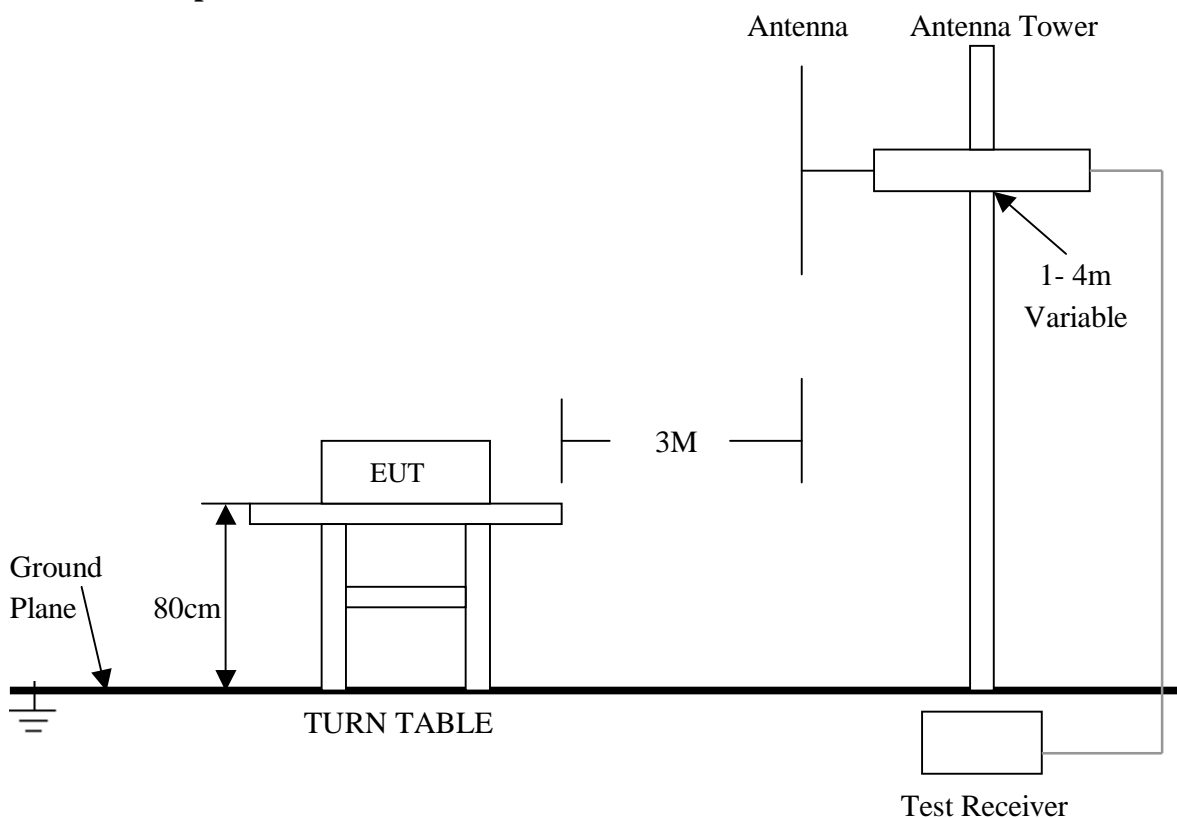 Antenna
Antenna Tower
1- 4m
Variable
3M
EUT
Ground
Plane
80cm
TURN TABLE
Test Receiver